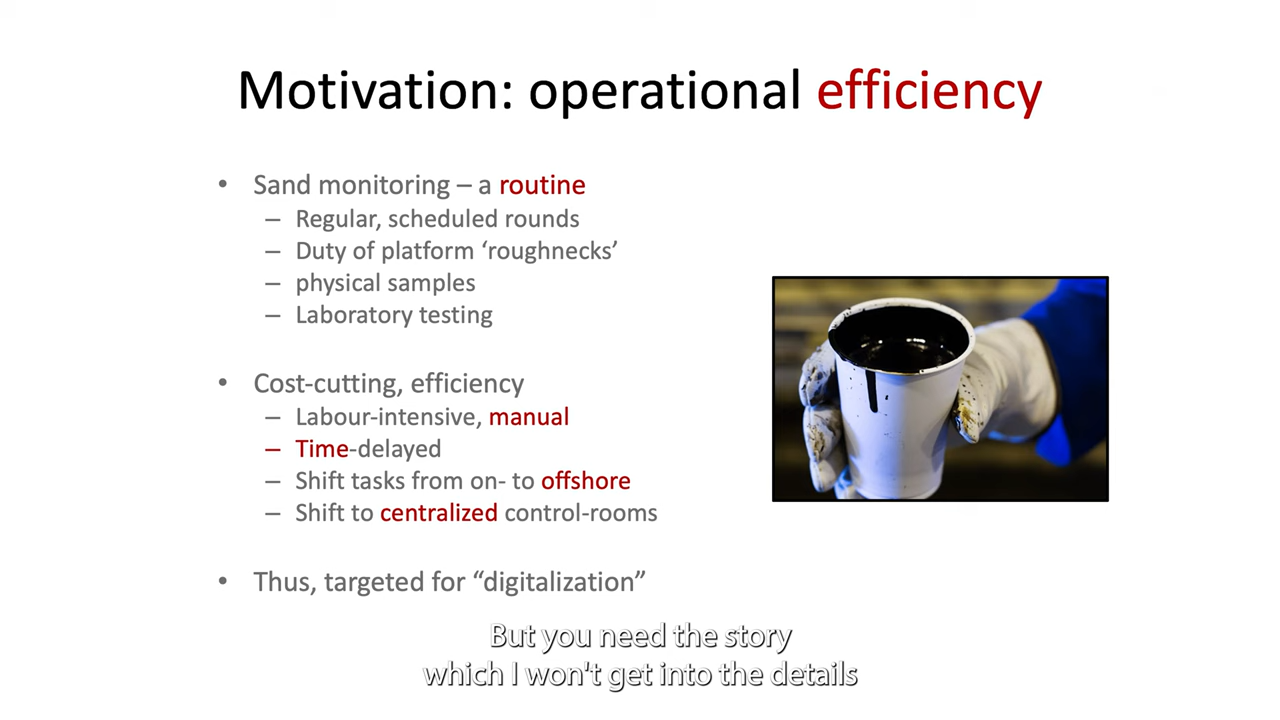 Motivation: operational efficiency
• Sand monitoring – a routine
– Regular, scheduled rounds
– Duty of platform ‘roughnecks’
– physical samples
– Laboratory testing
• Cost-cutting, efficiency
– Labour-intensive, manual
– Time-delayed
– Shift tasks from on- to offshore
– Shift to centralized control-rooms
• Thus, targeted for “digitalization”
But you need the story
which I won't get into the details